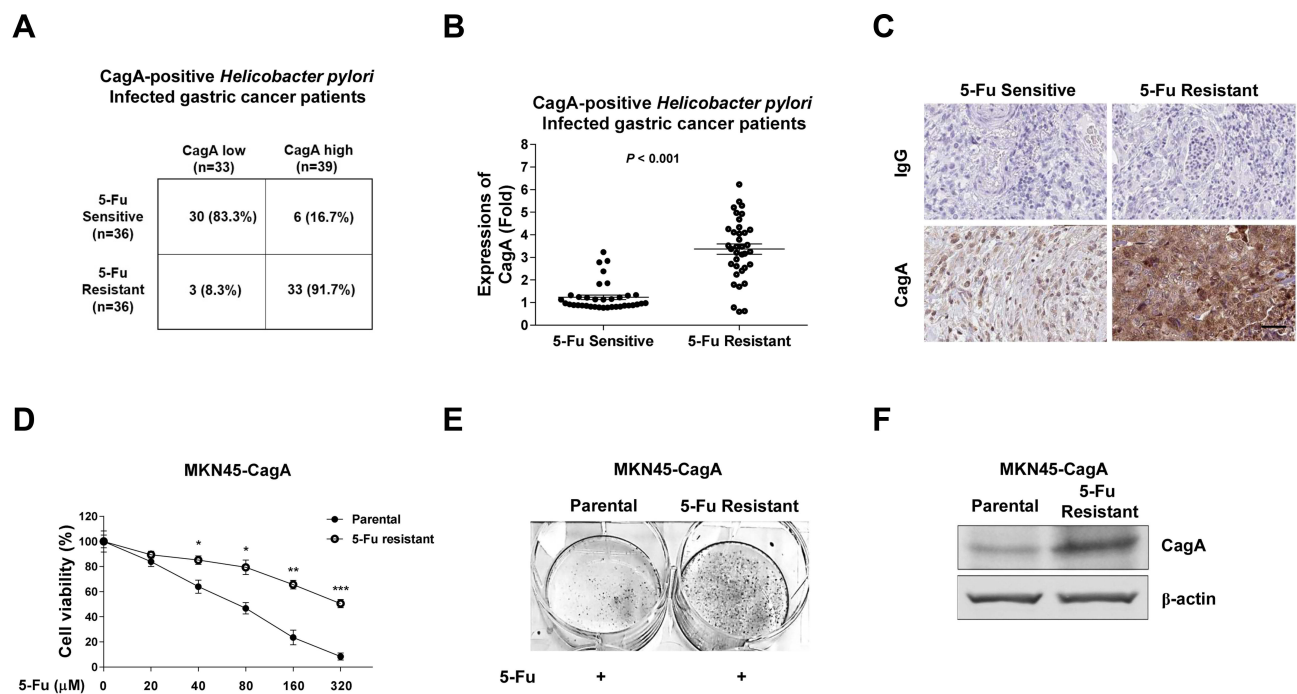 A
CagA-positive Helicobacter pylori
Infected gastric cancer patients
CagA low
(n=33)
CagA high
(n=39)
5-Fu
Sensitive
(n=36)
30 (83.3%)
6 (16.7%)
5-Fu
Resistant
(n=36)
3 (8.3%)
33 (91.7%)
B
CagA-positive Helicobacter pylori
Infected gastric cancer patients
P < 0.001
Expressions of
CagA (Fold)
8
7
6
5
4
3
2
1
0
5-Fu Sensitive
5-Fu Resistant
C
5-Fu Sensitive
5-Fu Resistant
IgG
CagA
D
MKN45-CagA
Parental
5-Fu resistant
Cell viability (%)
120
100
80
60
40
20
0
*
*
**
***
5-Fu (μM)
0
20
40
80
160
320
E
MKN45-CagA
Parental
5-Fu Resistant
5-Fu
+
+
F
MKN45-CagA
Parental
5-Fu
Resistant
CagA
β-actin